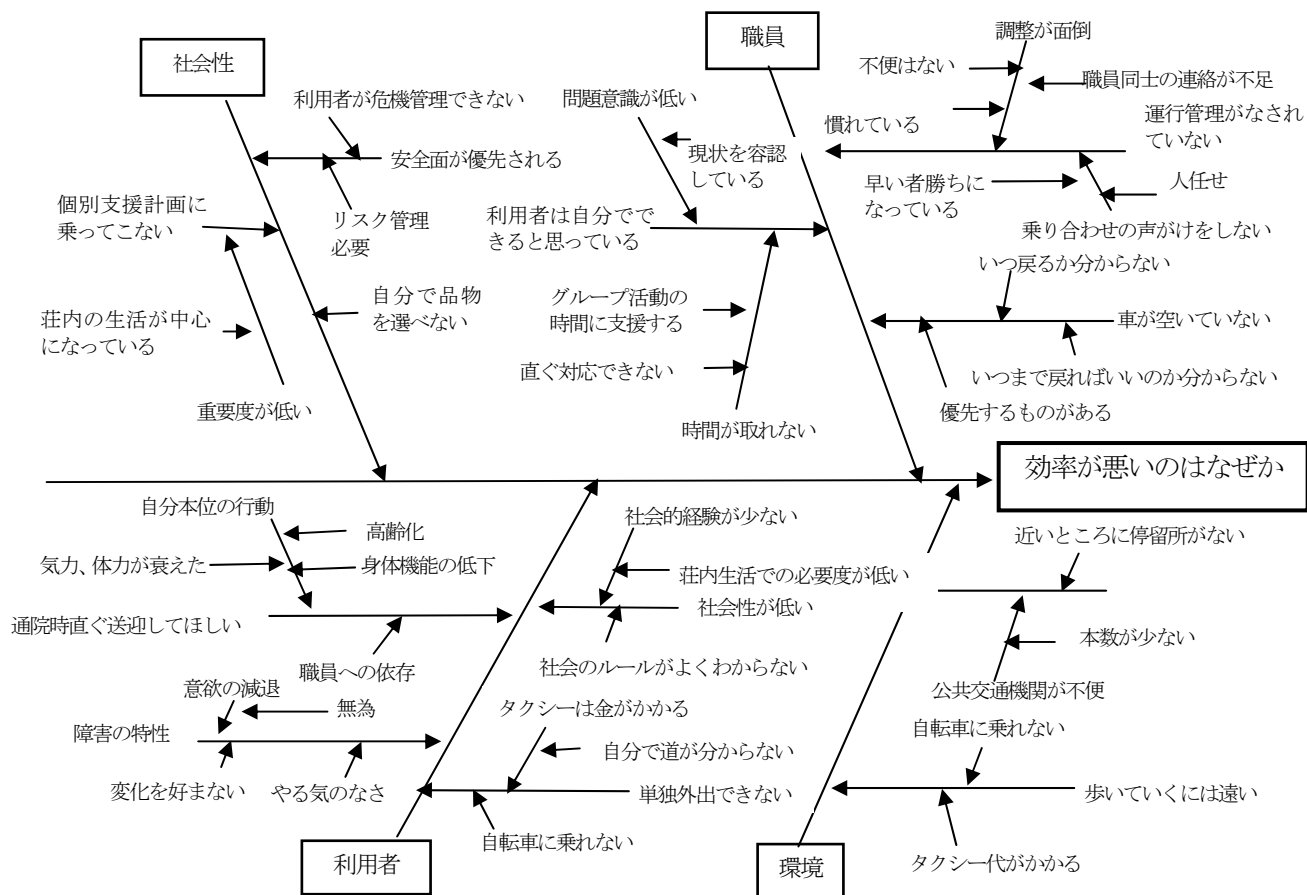 社会性
利用者が危機管理できない
安全面が優先される
リスク管理
必要
個別支援計画に
乗ってこない
荘内の生活が中心
になっている
重要度が低い
自分で品物
を選べない
職員
問題意識が低い
現状を容認
している
利用者は自分でで
きると思っている
グループ活動の
時間に支援する
直ぐ対応できない
時間が取れない
調整が面倒
不便はない
職員同士の連絡が不足
慣れている
運行管理がなされ
ていない
早い者勝ちに
なっている
人任せ
乗り合わせの声がけをしない
いつ戻るか分からない
車が空いていない
いつまで戻ればいいのか分からない
優先するものがある
効率が悪いのはなぜか
自分本位の行動
高齢化
気力、体力が衰えた
身体機能の低下
通院時直ぐ送迎してほしい
職員への依存
意欲の減退
無為
障害の特性
変化を好まない
やる気のなさ
社会的経験が少ない
荘内生活での必要度が低い
社会性が低い
社会のルールがよくわからない
タクシーは金がかかる
自分で道が分からない
単独外出できない
自転車に乗れない
利用者
近いところに停留所がない
本数が少ない
公共交通機関が不便
自転車に乗れない
歩いていくには遠い
タクシー代がかかる
環境